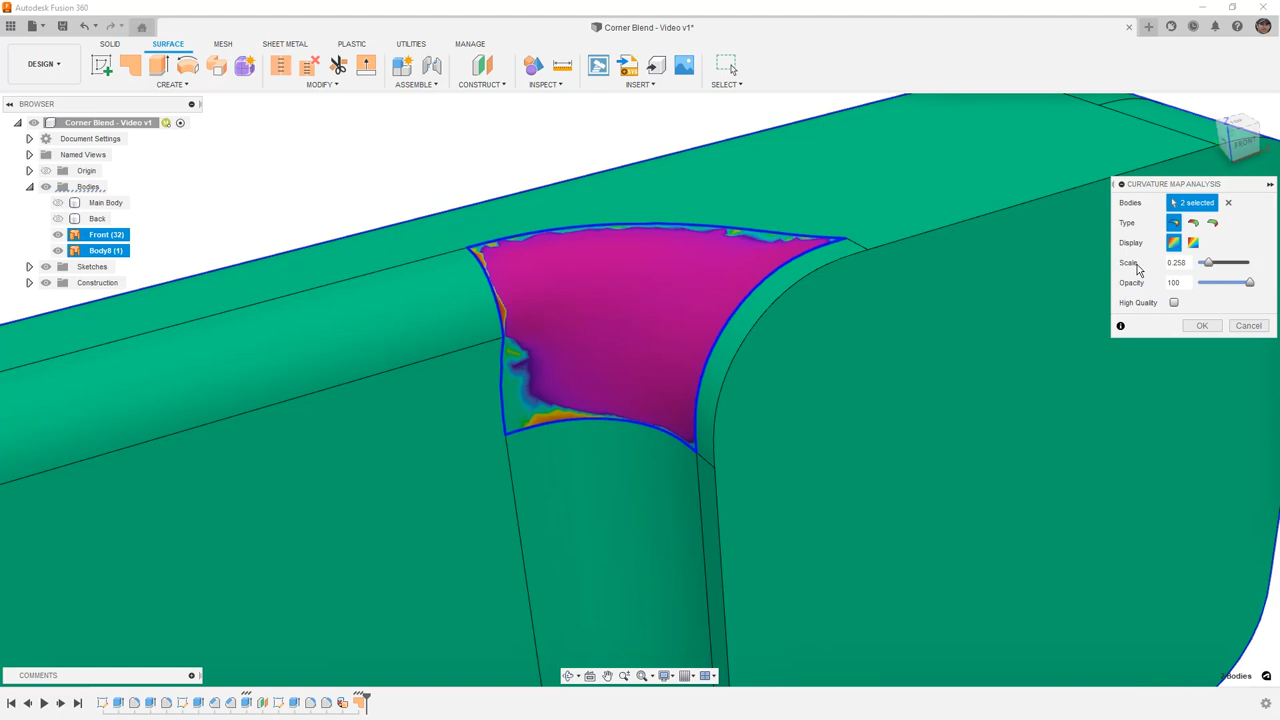 Autodesk Fusion 360
Corner Blend - Video v1*
DESIGN
SOLID
SURFACE
MESH
SHEET METAL
PLASTIC
UTILITIES
MANAGE
CREATE
MODIFY
ASSEMBLE
CONSTRUCT
INSPECT
INSERT
SELECT
BROWSER
Corner Blend - Video v1
Document Settings
Named Views
Origin
Bodies
Main Body
Back
Front (32)
Body8 (1)
Sketches
Construction
FRONT
CURVATURE MAP ANALYSIS
Bodies 2 selected
Type
Display
Scale 0.258
Opacity 100
High Quality
OK Cancel
COMMENTS
2 Bodies